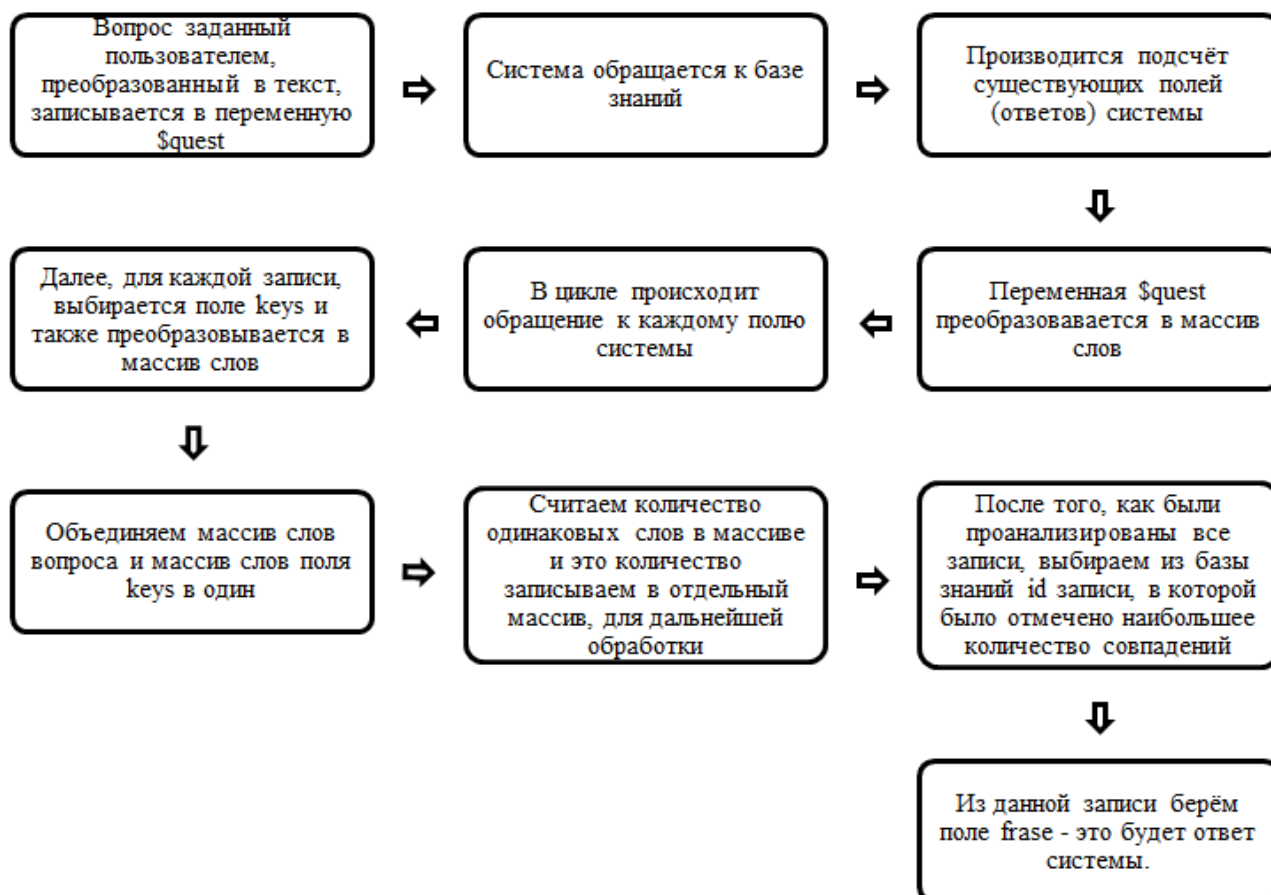 Вопрос заданный
пользователем,
преобразованный в текст,
записывается в переменную
$quest
Система обращается к базе
знаний
Производится подсчёт
существующих полей
(ответов) системы
Переменная $quest
преобразовавается в массив
слов
В цикле происходит
обращение к каждому полю
системы
Далее, для каждой записи,
выбирается поле keys и
также преобразовывается в
массив слов
Объединяем массив слов
вопроса и массив слов поля
keys в один
Считаем количество
одинаковых слов в массиве
и это количество
записываем в отдельный
массив, для дальнейшей
обработки
После того, как были
проанализированы все
записи, выбираем из базы
знаний id записи, в которой
было отмечено наибольшее
количество совпадений
Из данной записи берём
поле frase - это будет ответ
системы.